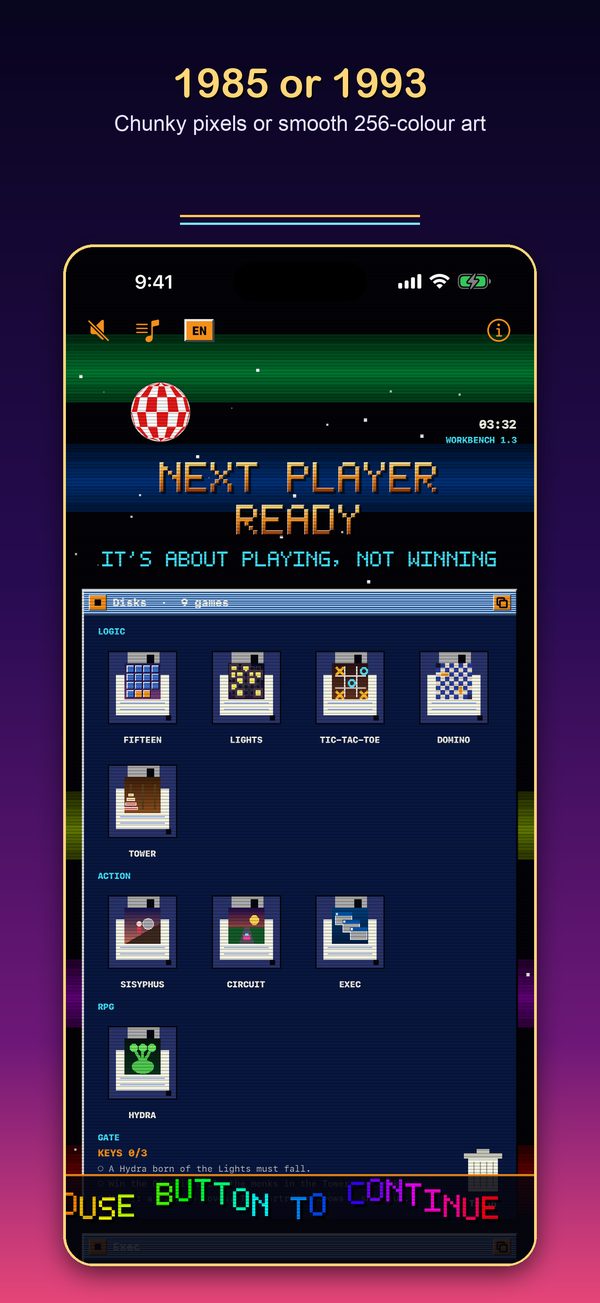 1985 or 1993
Chunky pixels or smooth 256-colour art
9:41
EN
03:32
WORKBENCH 1.3
NEXT PLAYER
READY
IT'S ABOUT PLAYING, NOT WINNING
Disks · 9 games
LOGIC
FIFTEEN LIGHTS TIC-TAC-TOE DOMINO
TOWER
ACTION
SISYPHUS CIRCUIT EXEC
RPG
HYDRA
GATE
KEYS 0/3
A Hydra born of the Lights must fall.
BUTTON TO CONTINUE
Exec